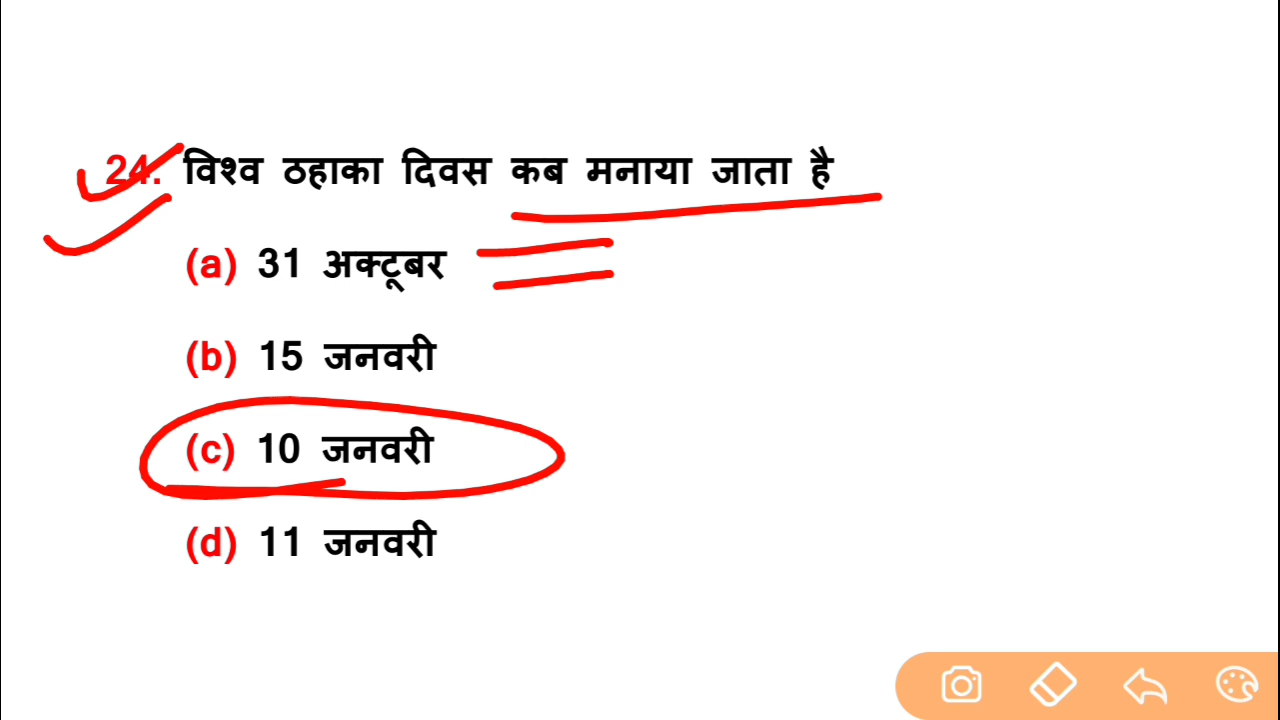 24. विश्व ठहाका दिवस कब मनाया जाता है
(a) 31 अक्टूबर
(b) 15 जनवरी
(c) 10 जनवरी
(d) 11 जनवरी